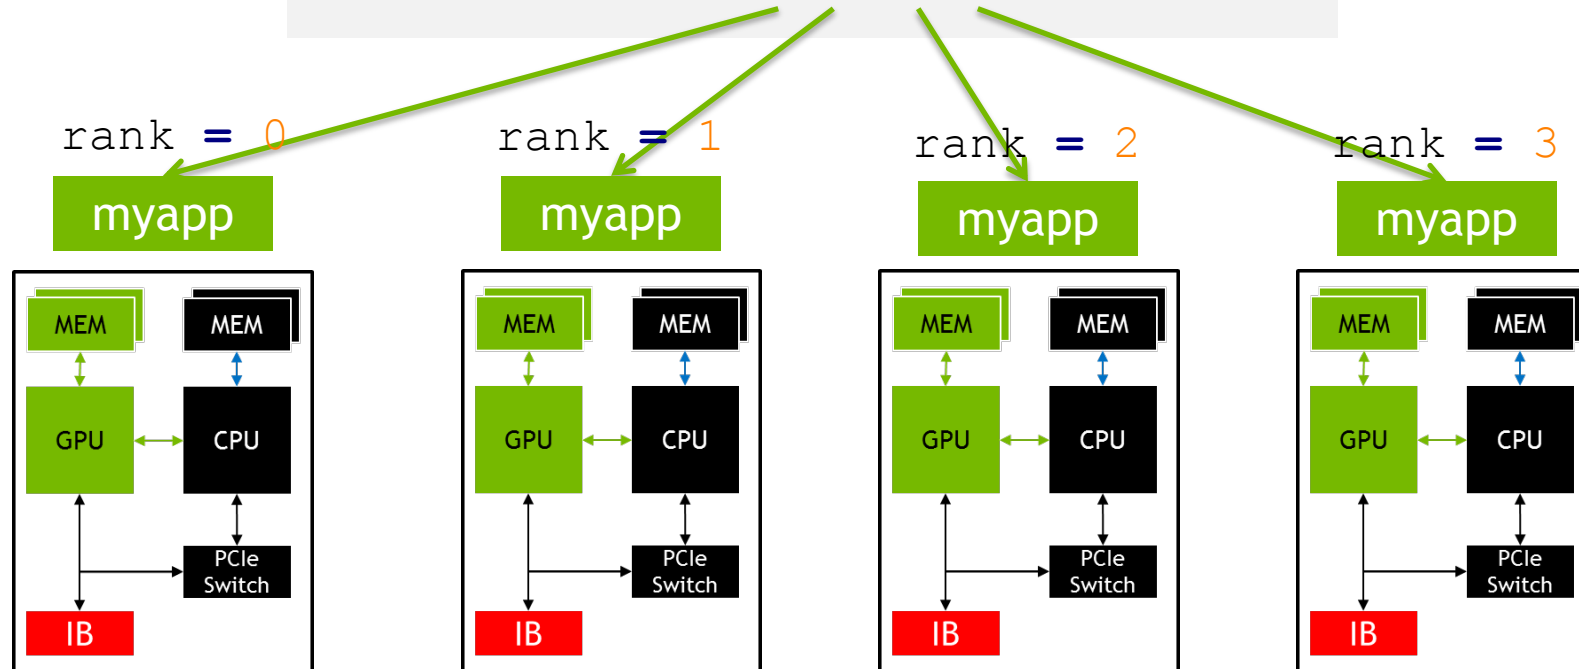 rank = 0
rank = 1
rank = 2
rank = 3
myapp
myapp
myapp
myapp
MEM MEM
GPU CPU
PCIe
Switch
IB
MEM MEM
GPU CPU
PCIe
Switch
IB
MEM MEM
GPU CPU
PCIe
Switch
IB
MEM MEM
GPU CPU
PCIe
Switch
IB